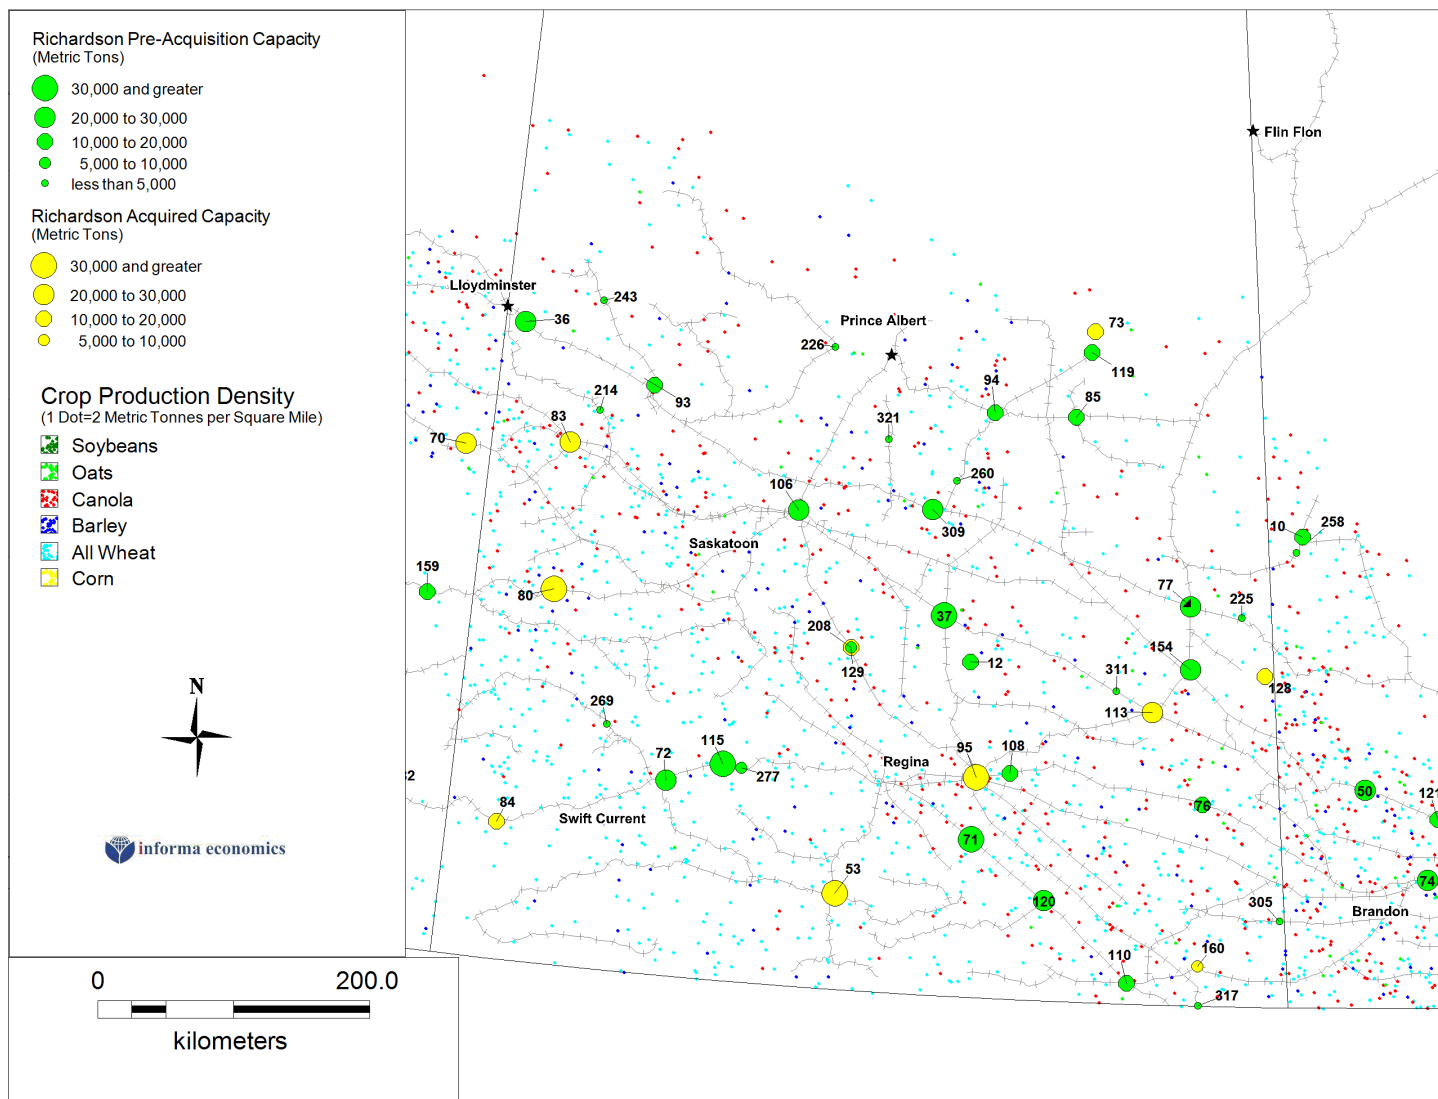 Richardson Pre-Acquisition Capacity
(Metric Tons)
30,000 and greater
20,000 to 30,000
10,000 to 20,000
5,000 to 10,000
less than 5,000
Richardson Acquired Capacity
(Metric Tons)
30,000 and greater
20,000 to 30,000
10,000 to 20,000
5,000 to 10,000
Crop Production Density
(1 Dot=2 Metric Tonnes per Square Mile)
Soybeans
Oats
Canola
Barley
All Wheat
Corn
N
informa economics
0 200.0
kilometers
Flin Flon
Lloydminster
243
36
Prince Albert
73
226
119
94
214
93
85
83
321
70
260
106
309
10
258
Saskatoon
159
80
77
225
37
208
154
12
129
128
311
269
113
115
95
108
72
Regina
277
32
84
50
121
76
Swift Current
71
53
74
120
305
Brandon
160
110
317